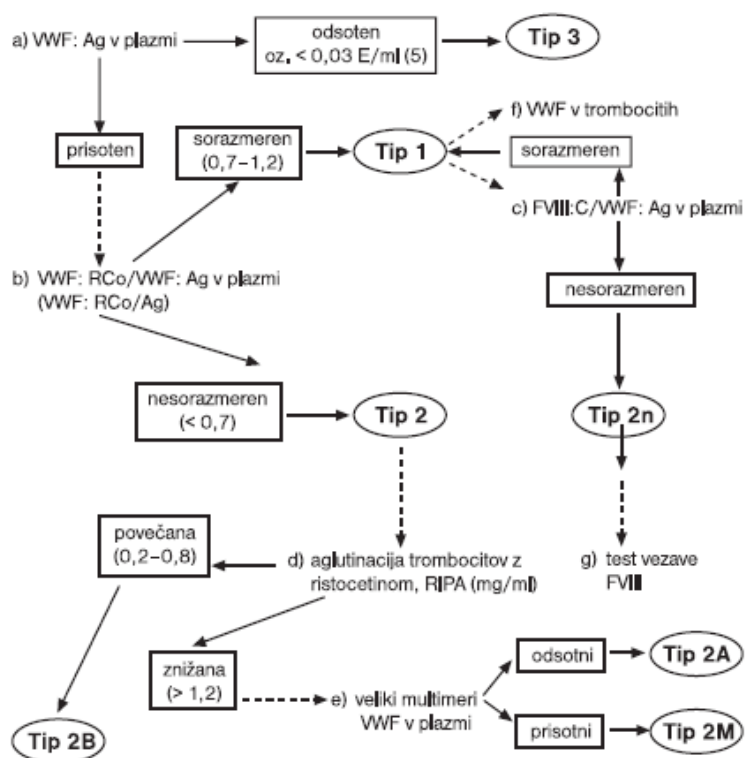 a) VWF: Ag v plazmi
odsoten
oz. < 0,03 E/ml (5)
Tip 3
prisoten
sorazmeren
(0,7–1,2)
Tip 1
f) VWF v trombocitih
sorazmeren
c) FVIII:C/VWF: Ag v plazmi
b) VWF: RCo/VWF: Ag v plazmi
(VWF: RCo/Ag)
nesorazmeren
nesorazmeren
(< 0,7)
Tip 2
Tip 2n
povečana
(0,2–0,8)
d) aglutinacija trombocitov z
ristocetinom, RIPA (mg/ml)
g) test vezave
FVIII
znižana
(> 1,2)
e) veliki multimeri
VWF v plazmi
odsotni
Tip 2A
prisotni
Tip 2M
Tip 2B